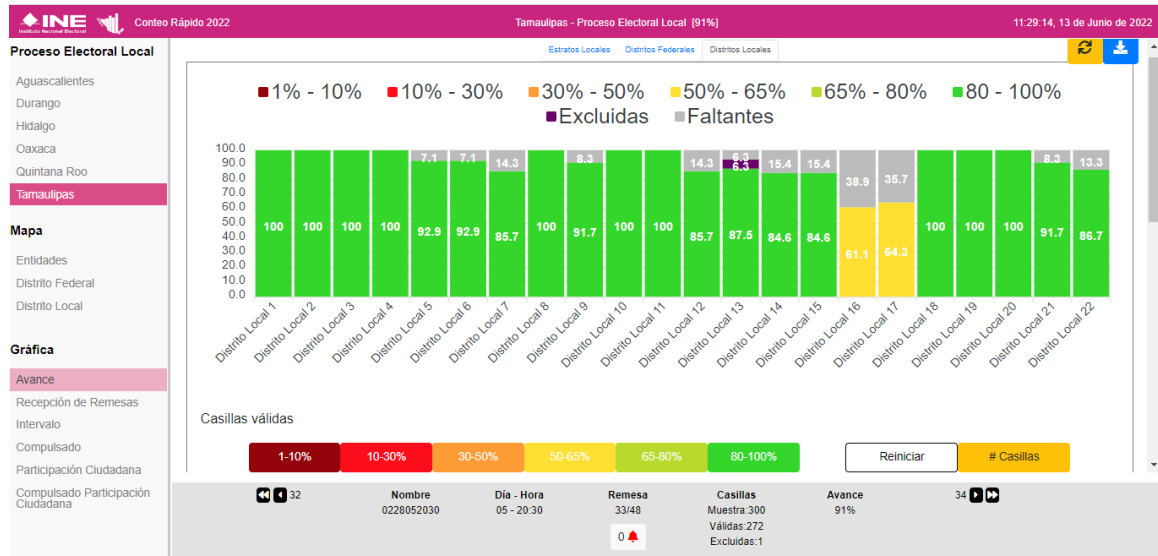 INE
Instituto Nacional Electoral
Conteo Rápido 2022
Tamaulipas - Proceso Electoral Local [91%]
11:29:14, 13 de Junio de 2022
Proceso Electoral Local
Aguascalientes
Durango
Hidalgo
Oaxaca
Quintana Roo
Tamaulipas
Mapa
Entidades
Distrito Federal
Distrito Local
Gráfica
Avance
Recepción de Remesas
Intervalo
Compulsado
Participación Ciudadana
Compulsado Participación
Ciudadana
Estratos Locales Distritos Federales Distritos Locales
1% - 10% 10% - 30% 30% - 50% 50% - 65% 65% - 80% 80 - 100%
Excluidas Faltantes
100.0
90.0
80.0
70.0
60.0
50.0
40.0
30.0
20.0
10.0
0.0
7.1 7.1 14.3 8.3 14.3 6.3 15.4 15.4 38.9 35.7 8.3 13.3
6.3
100 100 100 100 92.9 92.9 85.7 100 91.7 100 100 85.7 87.5 84.6 84.6 61.1 64.3 100 100 100 91.7 86.7
Distrito Local 1
Distrito Local 2
Distrito Local 3
Distrito Local 4
Distrito Local 5
Distrito Local 6
Distrito Local 7
Distrito Local 8
Distrito Local 9
Distrito Local 10
Distrito Local 11
Distrito Local 12
Distrito Local 13
Distrito Local 14
Distrito Local 15
Distrito Local 16
Distrito Local 17
Distrito Local 18
Distrito Local 19
Distrito Local 20
Distrito Local 21
Distrito Local 22
Casillas válidas
1-10% 10-30% 30-50% 50-65% 65-80% 80-100%
Reiniciar # Casillas
32
Nombre
0228052030
Día - Hora
05 - 20:30
Remesa
33/48
0
Casillas
Muestra:300
Válidas:272
Excluidas:1
Avance
91%
34